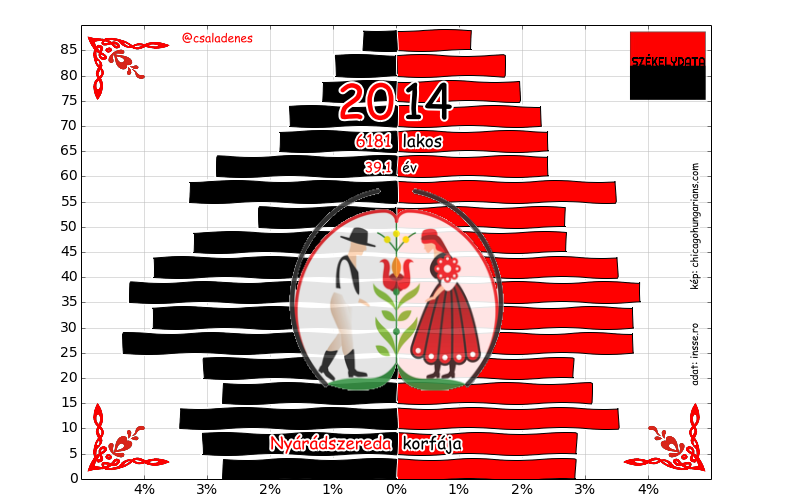 @csaladenes
SZÉKELYDATA
2014
6181 lakos
39.1 év
kép: chicagohungarians.com
adat: insse.ro
Nyárádszereda korfája
85
80
75
70
65
60
55
50
45
40
35
30
25
20
15
10
5
0
4% 3% 2% 1% 0% 1% 2% 3% 4%